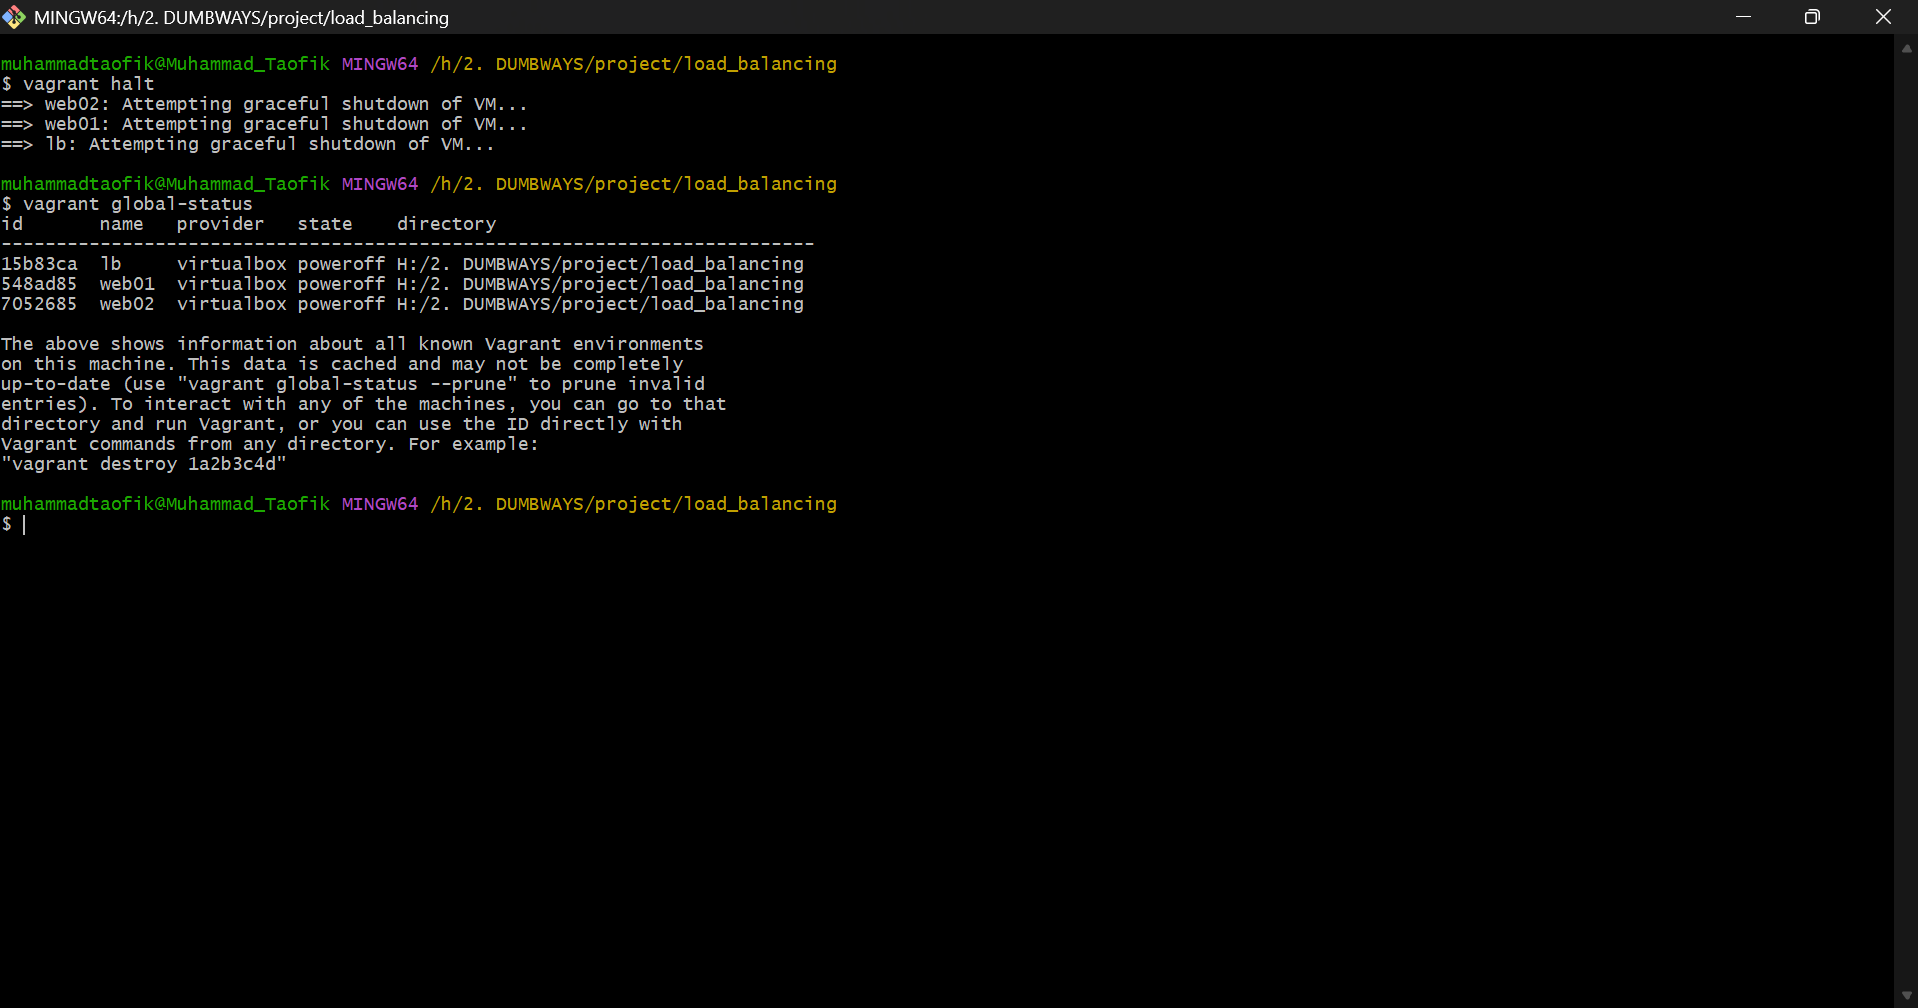 MINGW64:/h/2. DUMBWAYS/project/load_balancing
muhammadtaofik@Muhammad_Taofik MINGW64 /h/2. DUMBWAYS/project/load_balancing
$ vagrant halt
==> web02: Attempting graceful shutdown of VM...
==> web01: Attempting graceful shutdown of VM...
==> lb: Attempting graceful shutdown of VM...
muhammadtaofik@Muhammad_Taofik MINGW64 /h/2. DUMBWAYS/project/load_balancing
$ vagrant global-status
id       name   provider   state    directory
--------------------------------------------------------------------------
15b83ca  lb     virtualbox poweroff H:/2. DUMBWAYS/project/load_balancing
548ad85  web01  virtualbox poweroff H:/2. DUMBWAYS/project/load_balancing
7052685  web02  virtualbox poweroff H:/2. DUMBWAYS/project/load_balancing
The above shows information about all known Vagrant environments
on this machine. This data is cached and may not be completely
up-to-date (use "vagrant global-status --prune" to prune invalid
entries). To interact with any of the machines, you can go to that
directory and run Vagrant, or you can use the ID directly with
Vagrant commands from any directory. For example:
"vagrant destroy 1a2b3c4d"
muhammadtaofik@Muhammad_Taofik MINGW64 /h/2. DUMBWAYS/project/load_balancing
$